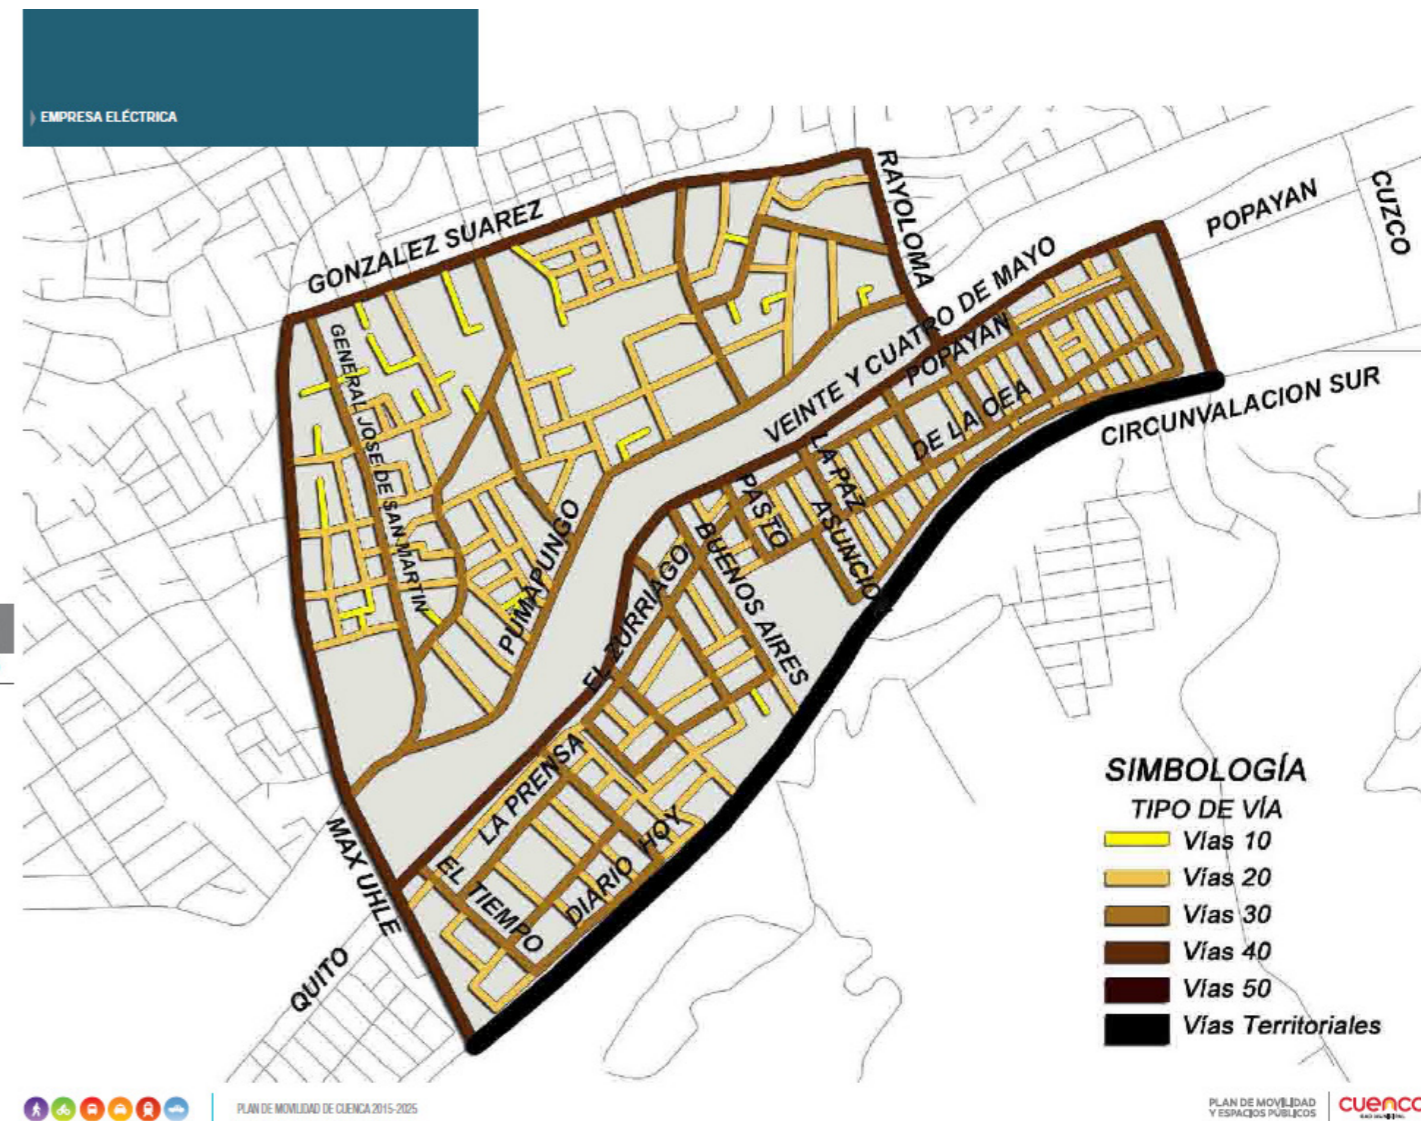 EMPRESA ELÉCTRICA
GONZALEZ SUAREZ
RAYOLOMA
POPAYAN
CUZCO
VEINTE Y CUATRO DE MAYO
POPAYAN
GENERAL JOSE DE SAN MARTIN
CIRCUNVALACION SUR
DE LA OEA
LA PAZ
PASTO
ASUNCION
PUMAPUNGO
BUENOS AIRES
EL ZURRIAGO
LA PRENSA
MAX UHLE
EL TIEMPO
DIARIO HOY
QUITO
SIMBOLOGÍA
TIPO DE VÍA
Vías 10
Vías 20
Vías 30
Vías 40
Vías 50
Vías Territoriales
PLAN DE MOVILIDAD DE CUENCA 2015-2025
PLAN DE MOVILIDAD
Y ESPACIOS PÚBLICOS
cuenca